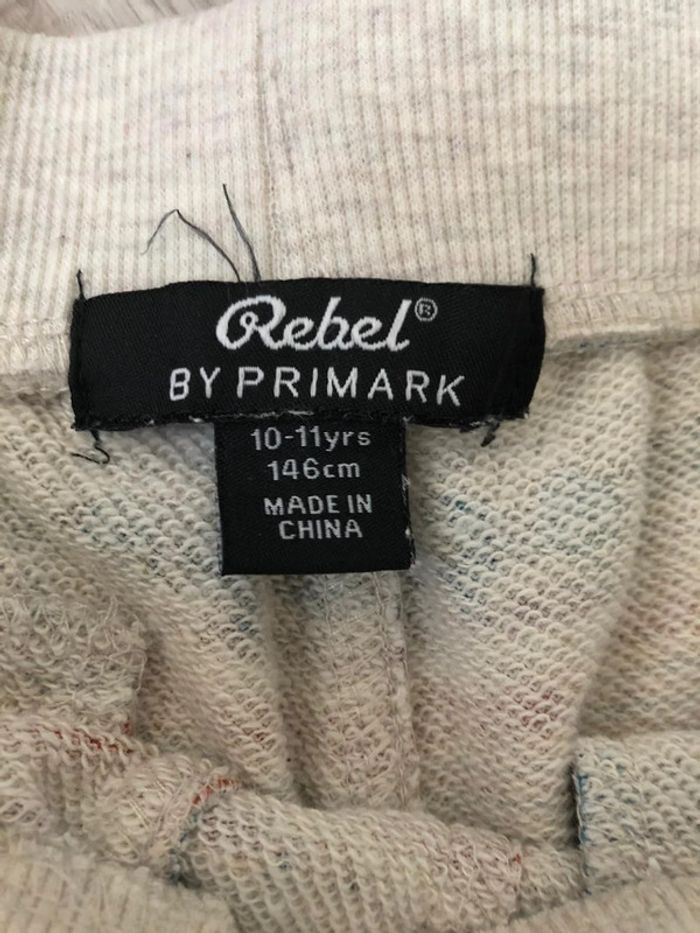 Rebel®
BY PRIMARK
10-11yrs
146cm
MADE IN
CHINA